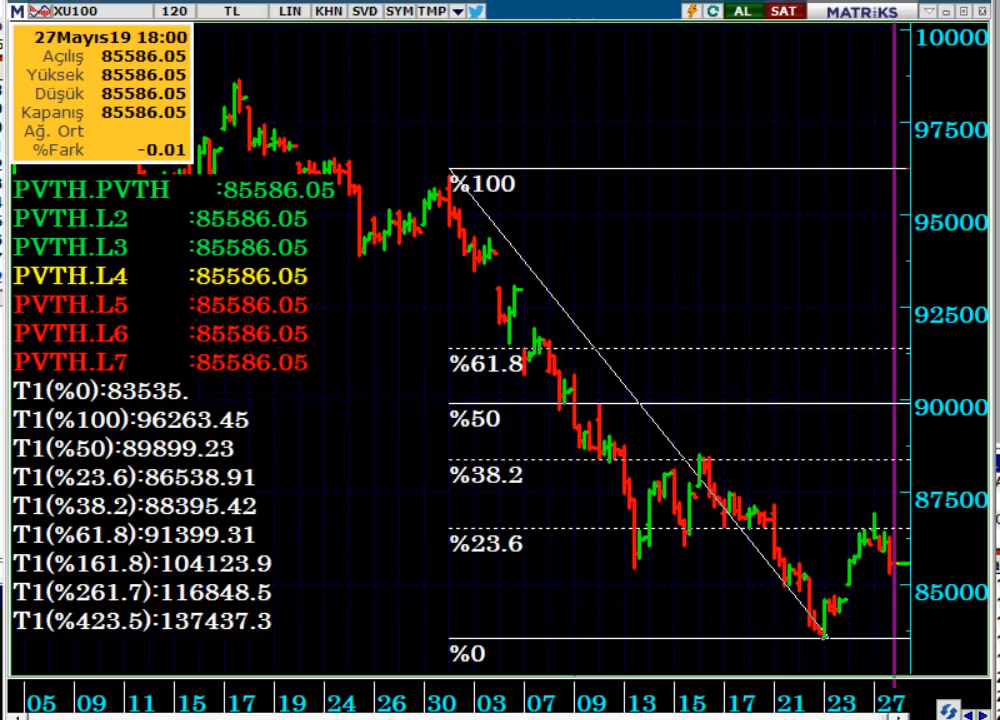 M XU100 120 TL LIN KHN SVD SYM TMP AL SAT MATRiKS
27Mayıs19 18:00
Açılış 85586.05
Yüksek 85586.05
Düşük 85586.05
Kapanış 85586.05
Ağ. Ort
%Fark -0.01
PVTH.PVTH :85586.05
PVTH.L2 :85586.05
PVTH.L3 :85586.05
PVTH.L4 :85586.05
PVTH.L5 :85586.05
PVTH.L6 :85586.05
PVTH.L7 :85586.05
T1(%0):83535.
T1(%100):96263.45
T1(%50):89899.23
T1(%23.6):86538.91
T1(%38.2):88395.42
T1(%61.8):91399.31
T1(%161.8):104123.9
T1(%261.7):116848.5
T1(%423.5):137437.3
%100
%61.8
%50
%38.2
%23.6
%0
10000
97500
95000
92500
90000
87500
85000
05 09 11 15 17 19 24 26 30 03 07 09 13 15 17 21 23 27